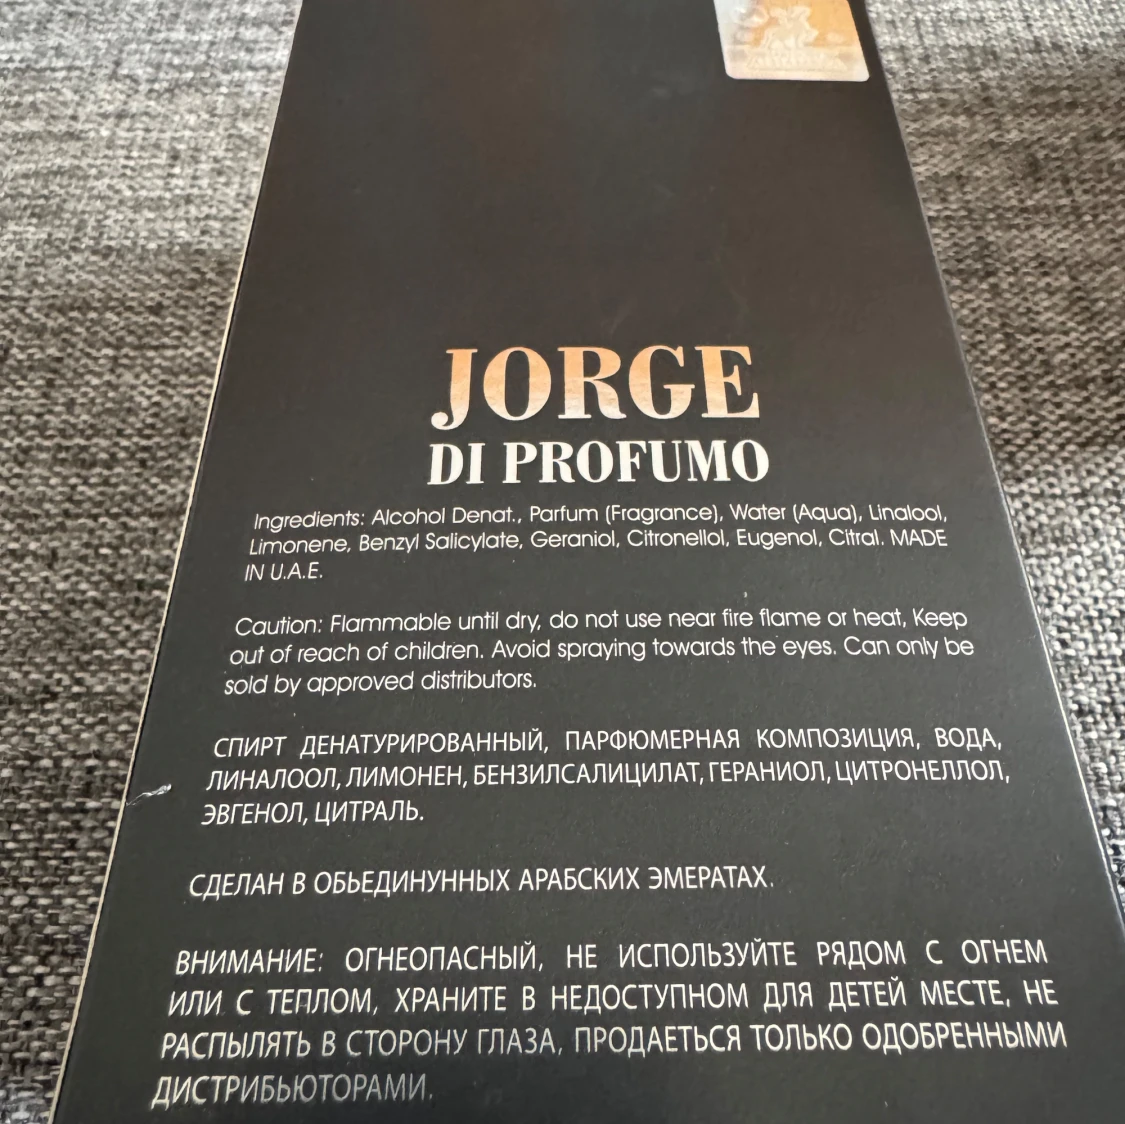 JORGE
DI PROFUMO
Ingredients: Alcohol Denat., Parfum (Fragrance), Water (Aqua), Linalool,
Limonene, Benzyl Salicylate, Geraniol, Citronellol, Eugenol, Citral. MADE
IN U.A.E.
Caution: Flammable until dry, do not use near fire flame or heat, Keep
out of reach of children. Avoid spraying towards the eyes. Can only be
sold by approved distributors.
СПИРТ ДЕНАТУРИРОВАННЫЙ, ПАРФЮМЕРНАЯ КОМПОЗИЦИЯ, ВОДА,
ЛИНАЛООЛ, ЛИМОНЕН, БЕНЗИЛСАЛИЦИЛАТ, ГЕРАНИОЛ, ЦИТРОНЕЛЛОЛ,
ЭВГЕНОЛ, ЦИТРАЛЬ.
СДЕЛАН В ОБЬЕДИНУННЫХ АРАБСКИХ ЭМЕРАТАХ.
ВНИМАНИЕ: ОГНЕОПАСНЫЙ, НЕ ИСПОЛЬЗУЙТЕ РЯДОМ С ОГНЕМ
ИЛИ С ТЕПЛОМ, ХРАНИТЕ В НЕДОСТУПНОМ ДЛЯ ДЕТЕЙ МЕСТЕ, НЕ
РАСПЫЛЯТЬ В СТОРОНУ ГЛАЗА, ПРОДАЕТЬСЯ ТОЛЬКО ОДОБРЕННЫМИ
ДИСТРИБЬЮТОРАМИ.